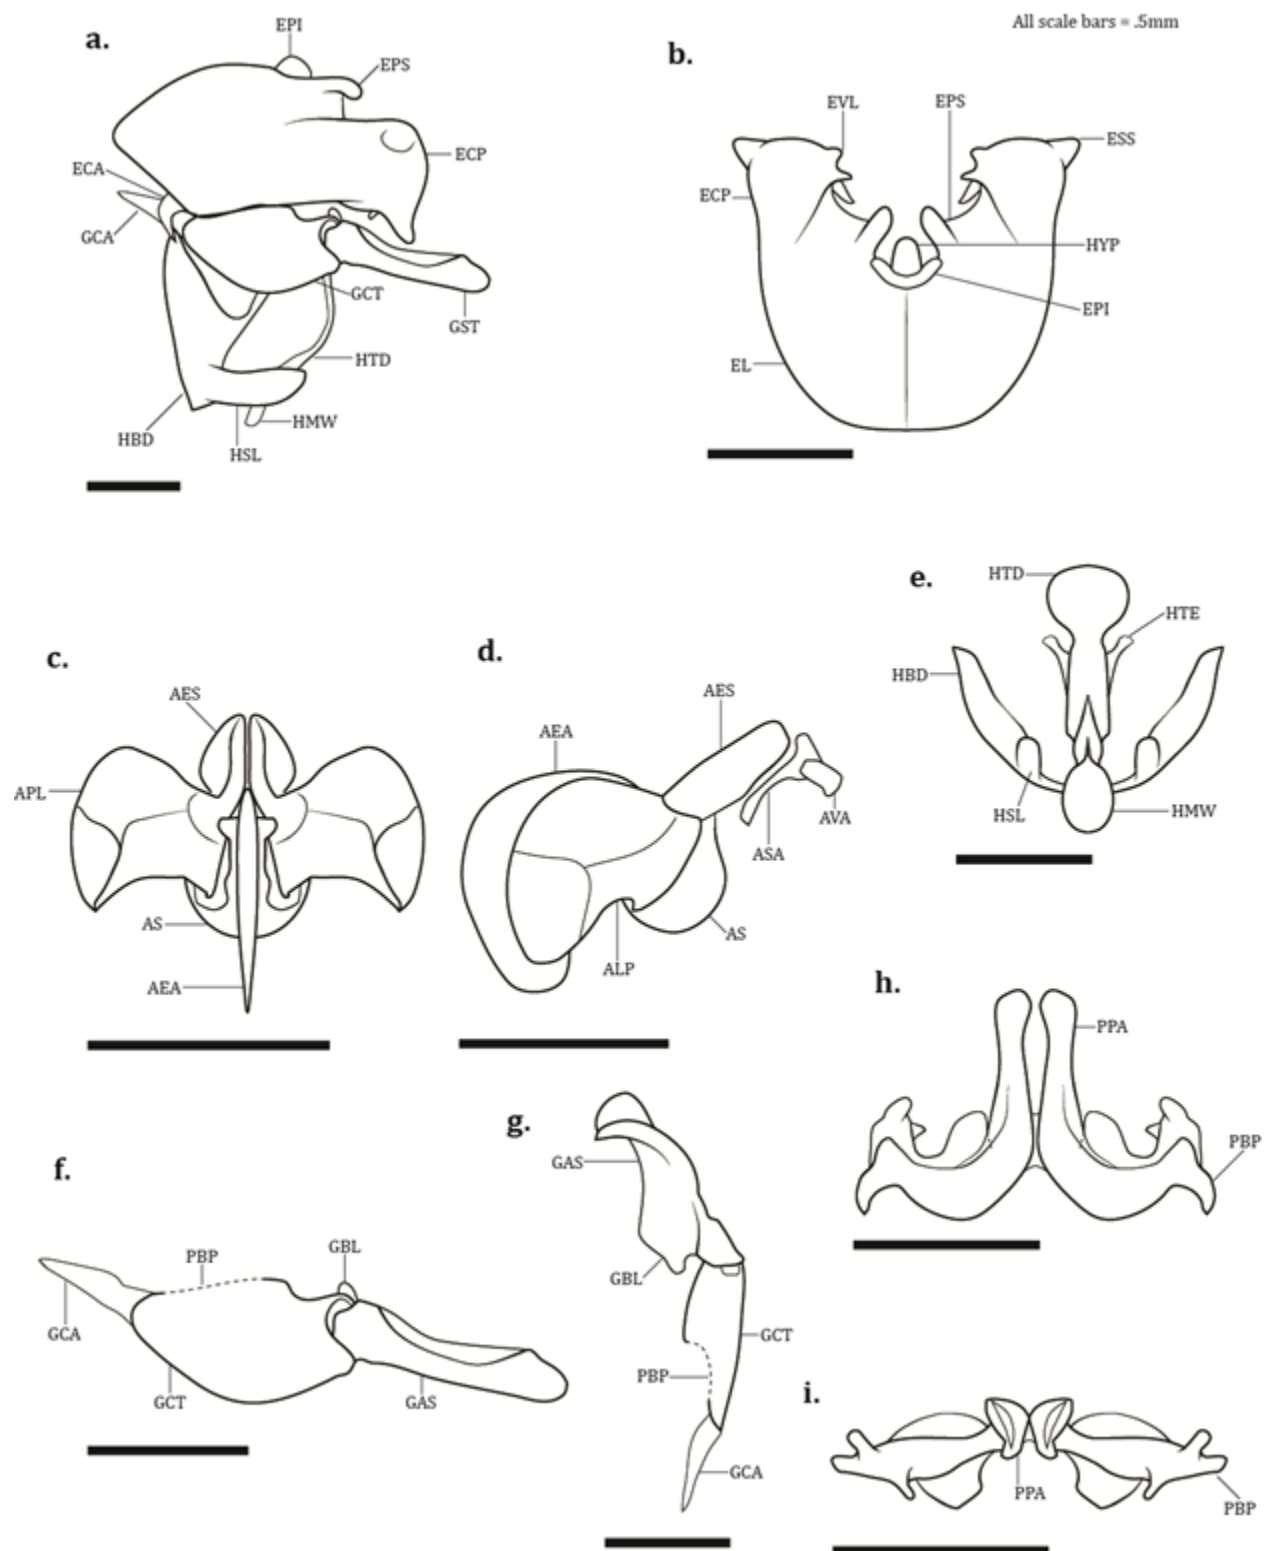 All scale bars = .5mm
a.
EPI
EPS
ECP
ECA
GCA
GCT
GST
HTD
HMW
HBD
HSL
b.
EVL
EPS
ESS
ECP
HYP
EPI
EL
c.
AES
APL
AS
AEA
d.
AES
AEA
AVA
ASA
AS
ALP
e.
HTD
HTE
HBD
HSL
HMW
f.
PBP
GBL
GCA
GCT
GAS
g.
GAS
GBL
GCT
PBP
GCA
h.
PPA
PBP
i.
PPA
PBP